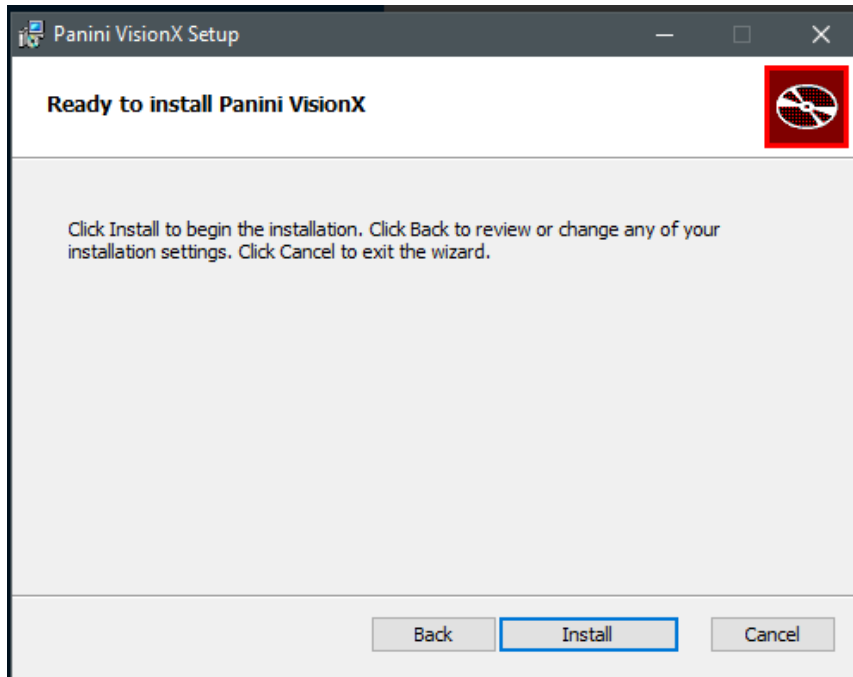 Panini VisionX Setup
Ready to install Panini VisionX
Click Install to begin the installation. Click Back to review or change any of your
installation settings. Click Cancel to exit the wizard.
Back Install Cancel